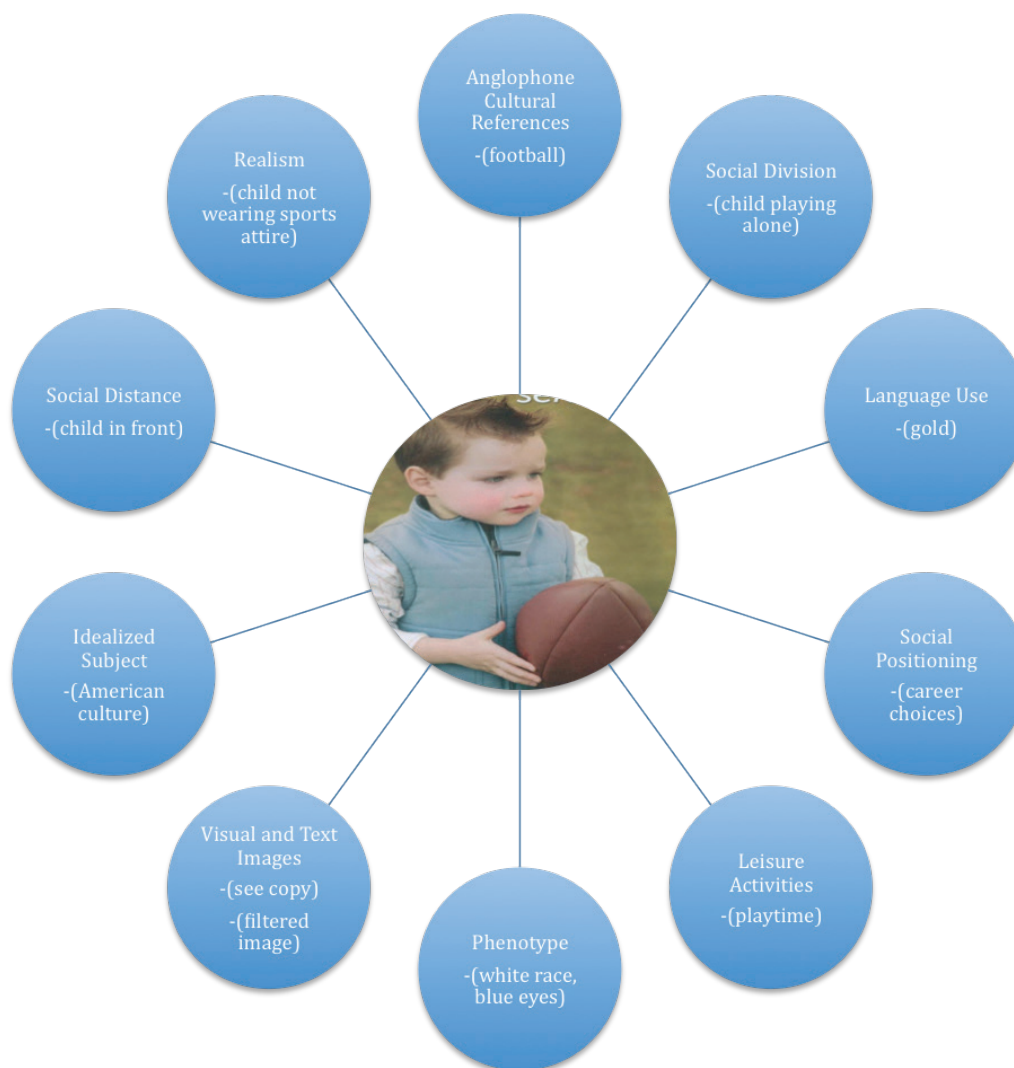 Anglophone
Cultural
References
-(football)
Social Division
-(child playing
alone)
Language Use
-(gold)
Social
Positioning
-(career
choices)
Leisure
Activities
-(playtime)
Phenotype
-(white race,
blue eyes)
Visual and Text
Images
-(see copy)
-(filtered
image)
Idealized
Subject
-(American
culture)
Social Distance
-(child in front)
Realism
-(child not
wearing sports
attire)